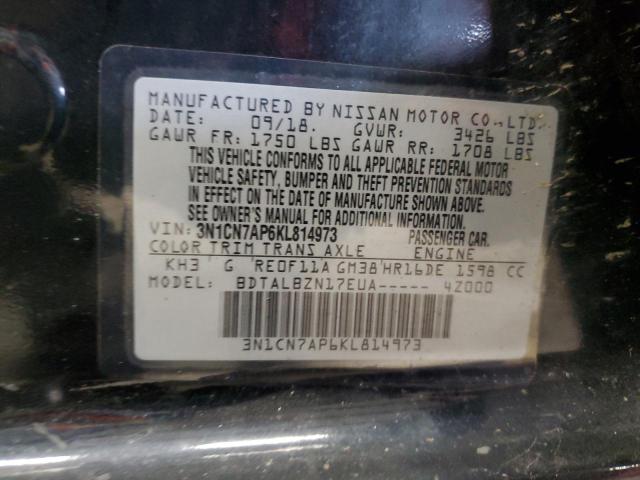 MANUFACTURED BY NISSAN MOTOR CO., LTD.
DATE: 09/18. GVWR: 3426 LBS
GAWR FR: 1750 LBS GAWR RR: 1708 LBS
THIS VEHICLE CONFORMS TO ALL APPLICABLE FEDERAL MOTOR
VEHICLE SAFETY, BUMPER AND THEFT PREVENTION STANDARDS
IN EFFECT ON THE DATE OF MANUFACTURE SHOWN ABOVE.
SEE OWNER'S MANUAL FOR ADDITIONAL INFORMATION.
VIN: 3N1CN7AP6KL814973 PASSENGER CAR.
COLOR TRIM TRANS AXLE ENGINE
KH3 G RE0F11A GM38 HR16DE 1598 CC
MODEL: BDTALBZN17EUA----- 4Z000
3N1CN7AP6KL814973